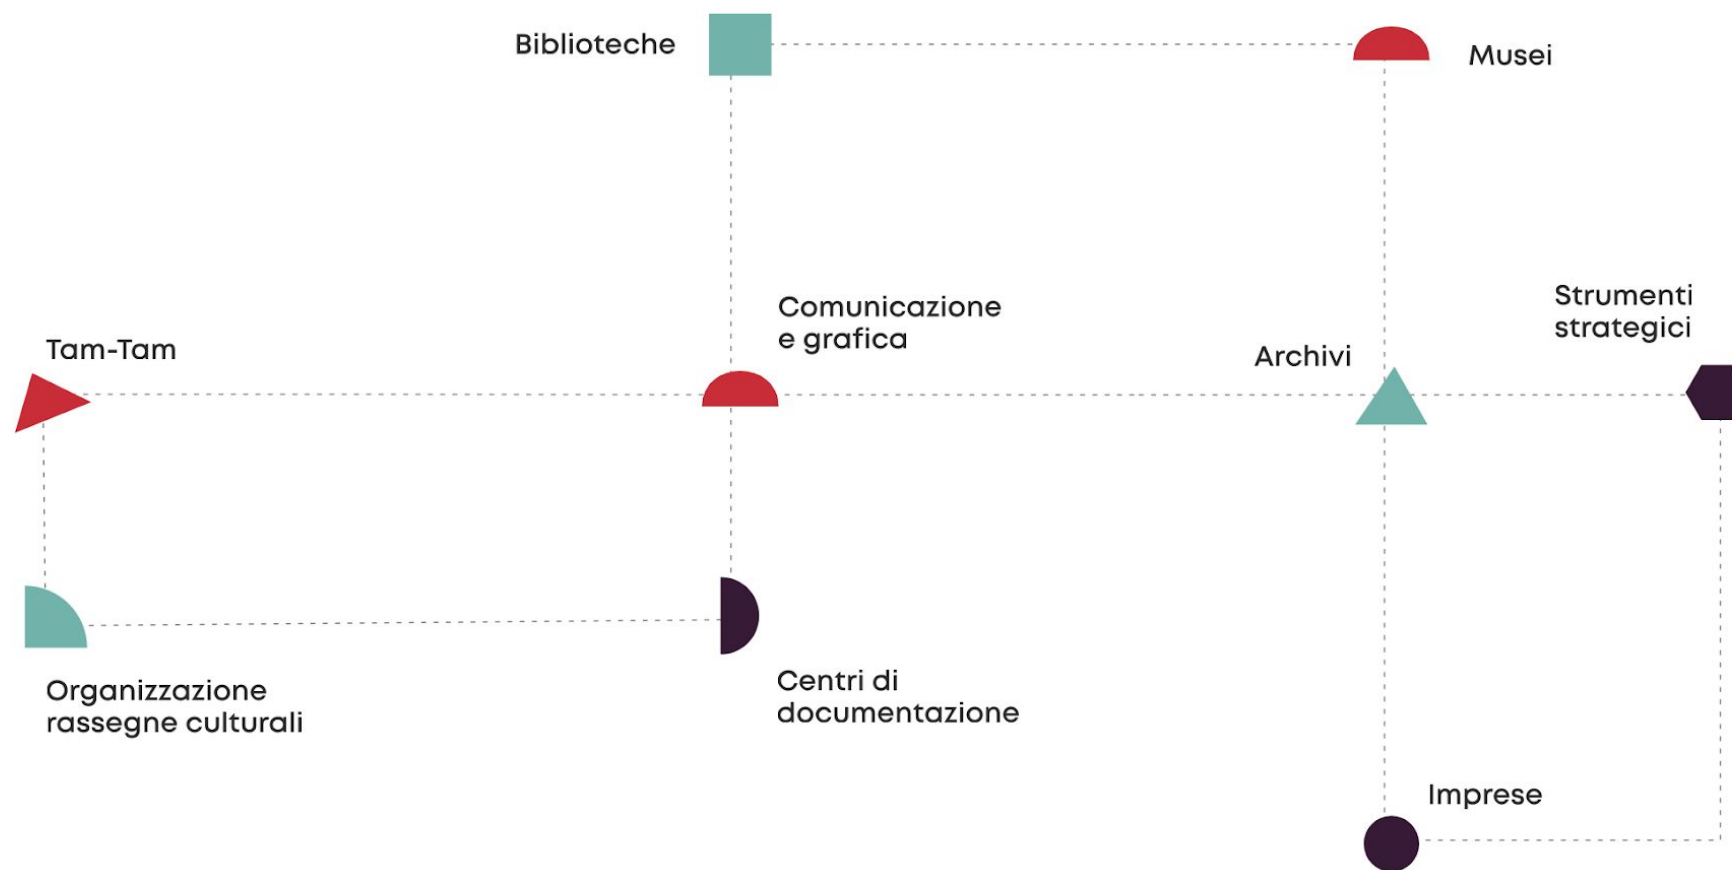 Biblioteche
Musei
Comunicazione
e grafica
Strumenti
strategici
Tam-Tam
Archivi
Organizzazione
rassegne culturali
Centri di
documentazione
Imprese